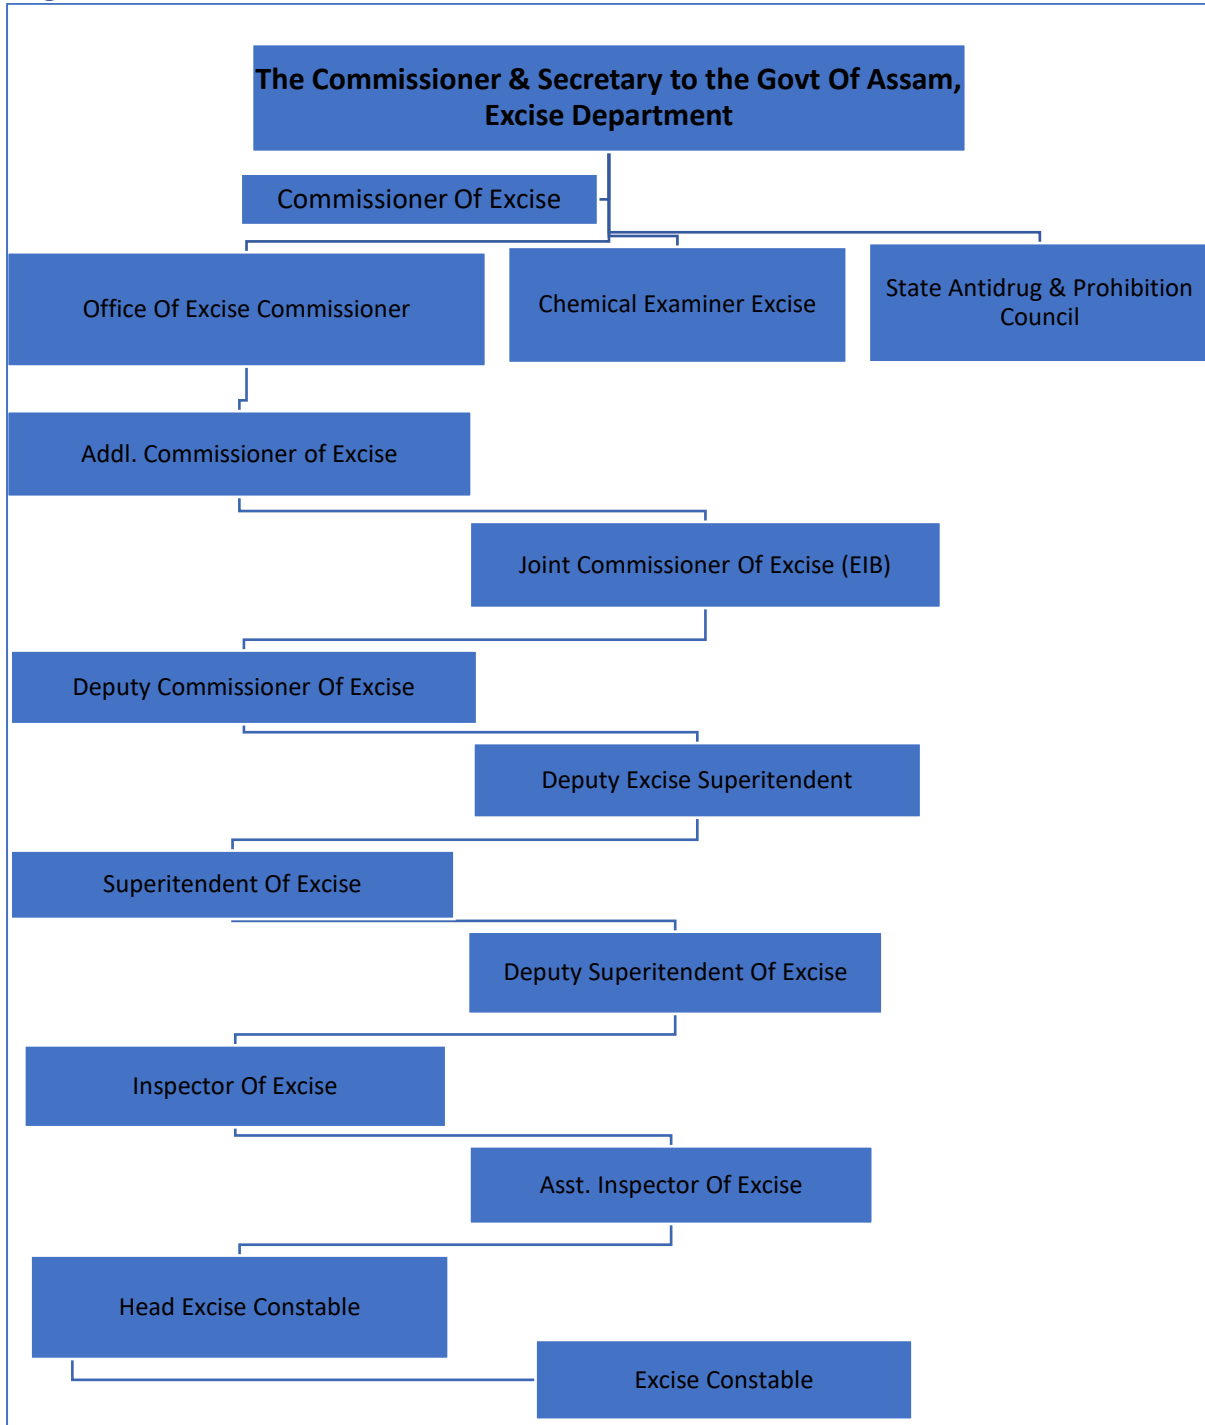 The Commissioner & Secretary to the Govt Of Assam,
Excise Department
Commissioner Of Excise
Office Of Excise Commissioner
Chemical Examiner Excise
State Antidrug & Prohibition
Council
Addl. Commissioner of Excise
Joint Commissioner Of Excise (EIB)
Deputy Commissioner Of Excise
Deputy Excise Superitendent
Superitendent Of Excise
Deputy Superitendent Of Excise
Inspector Of Excise
Asst. Inspector Of Excise
Head Excise Constable
Excise Constable